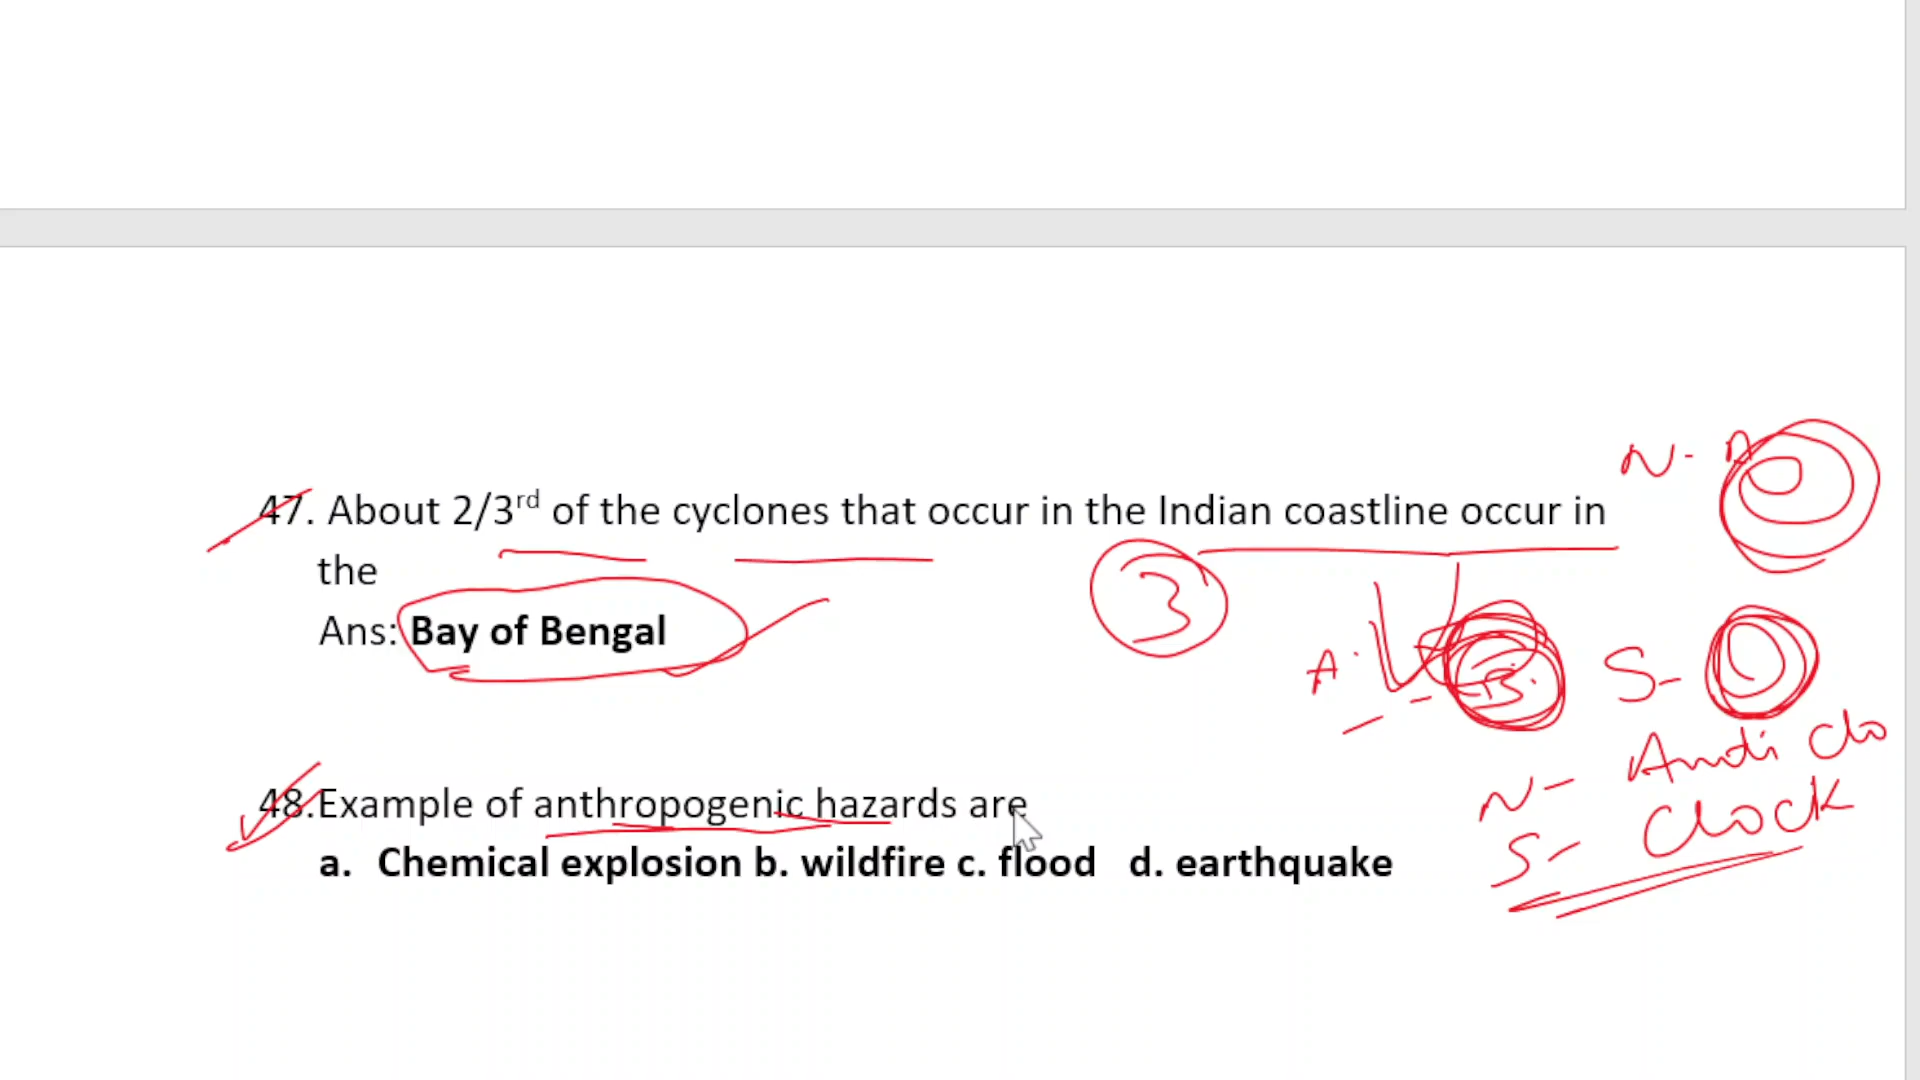 47. About 2/3rd of the cyclones that occur in the Indian coastline occur in
the
Ans: Bay of Bengal
N - A
3
A.
B.
S-
48. Example of anthropogenic hazards are
a. Chemical explosion b. wildfire c. flood d. earthquake
N - Anti clo
S - Clock